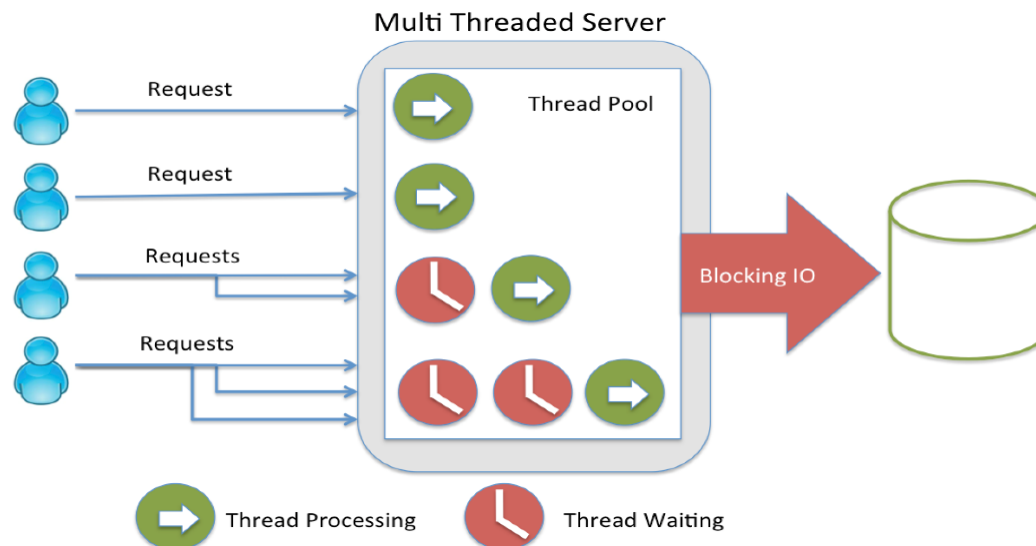 Multi Threaded Server
Request
Thread Pool
Request
Requests
Blocking IO
Requests
Thread Processing
Thread Waiting